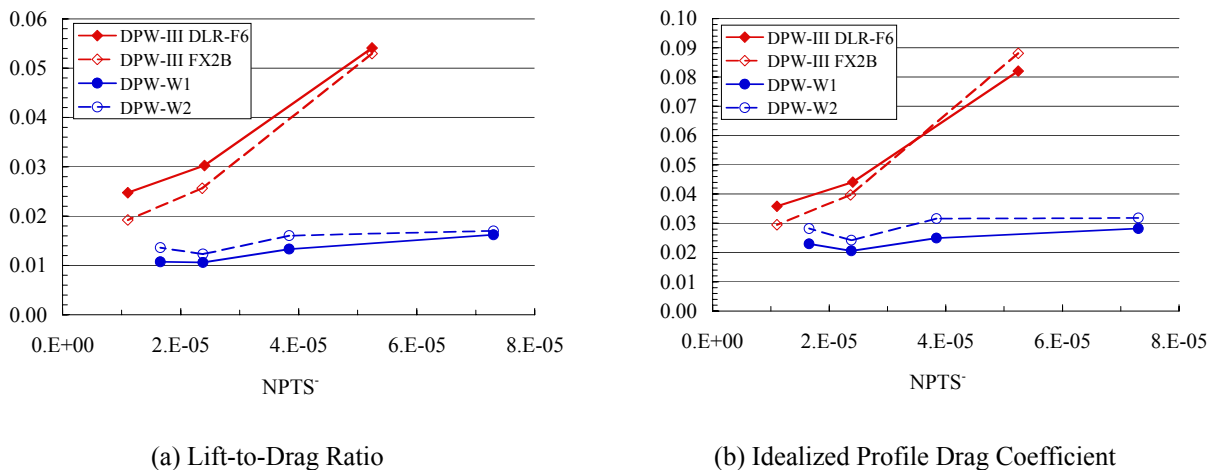 0.06
0.05
0.04
0.03
0.02
0.01
0.00
DPW-III DLR-F6
DPW-III FX2B
DPW-W1
DPW-W2
0.E+00 2.E-05 4.E-05 6.E-05 8.E-05
NPTS-
(a) Lift-to-Drag Ratio
0.10
0.09
0.08
0.07
0.06
0.05
0.04
0.03
0.02
0.01
0.00
DPW-III DLR-F6
DPW-III FX2B
DPW-W1
DPW-W2
0.E+00 2.E-05 4.E-05 6.E-05 8.E-05
NPTS-
(b) Idealized Profile Drag Coefficient